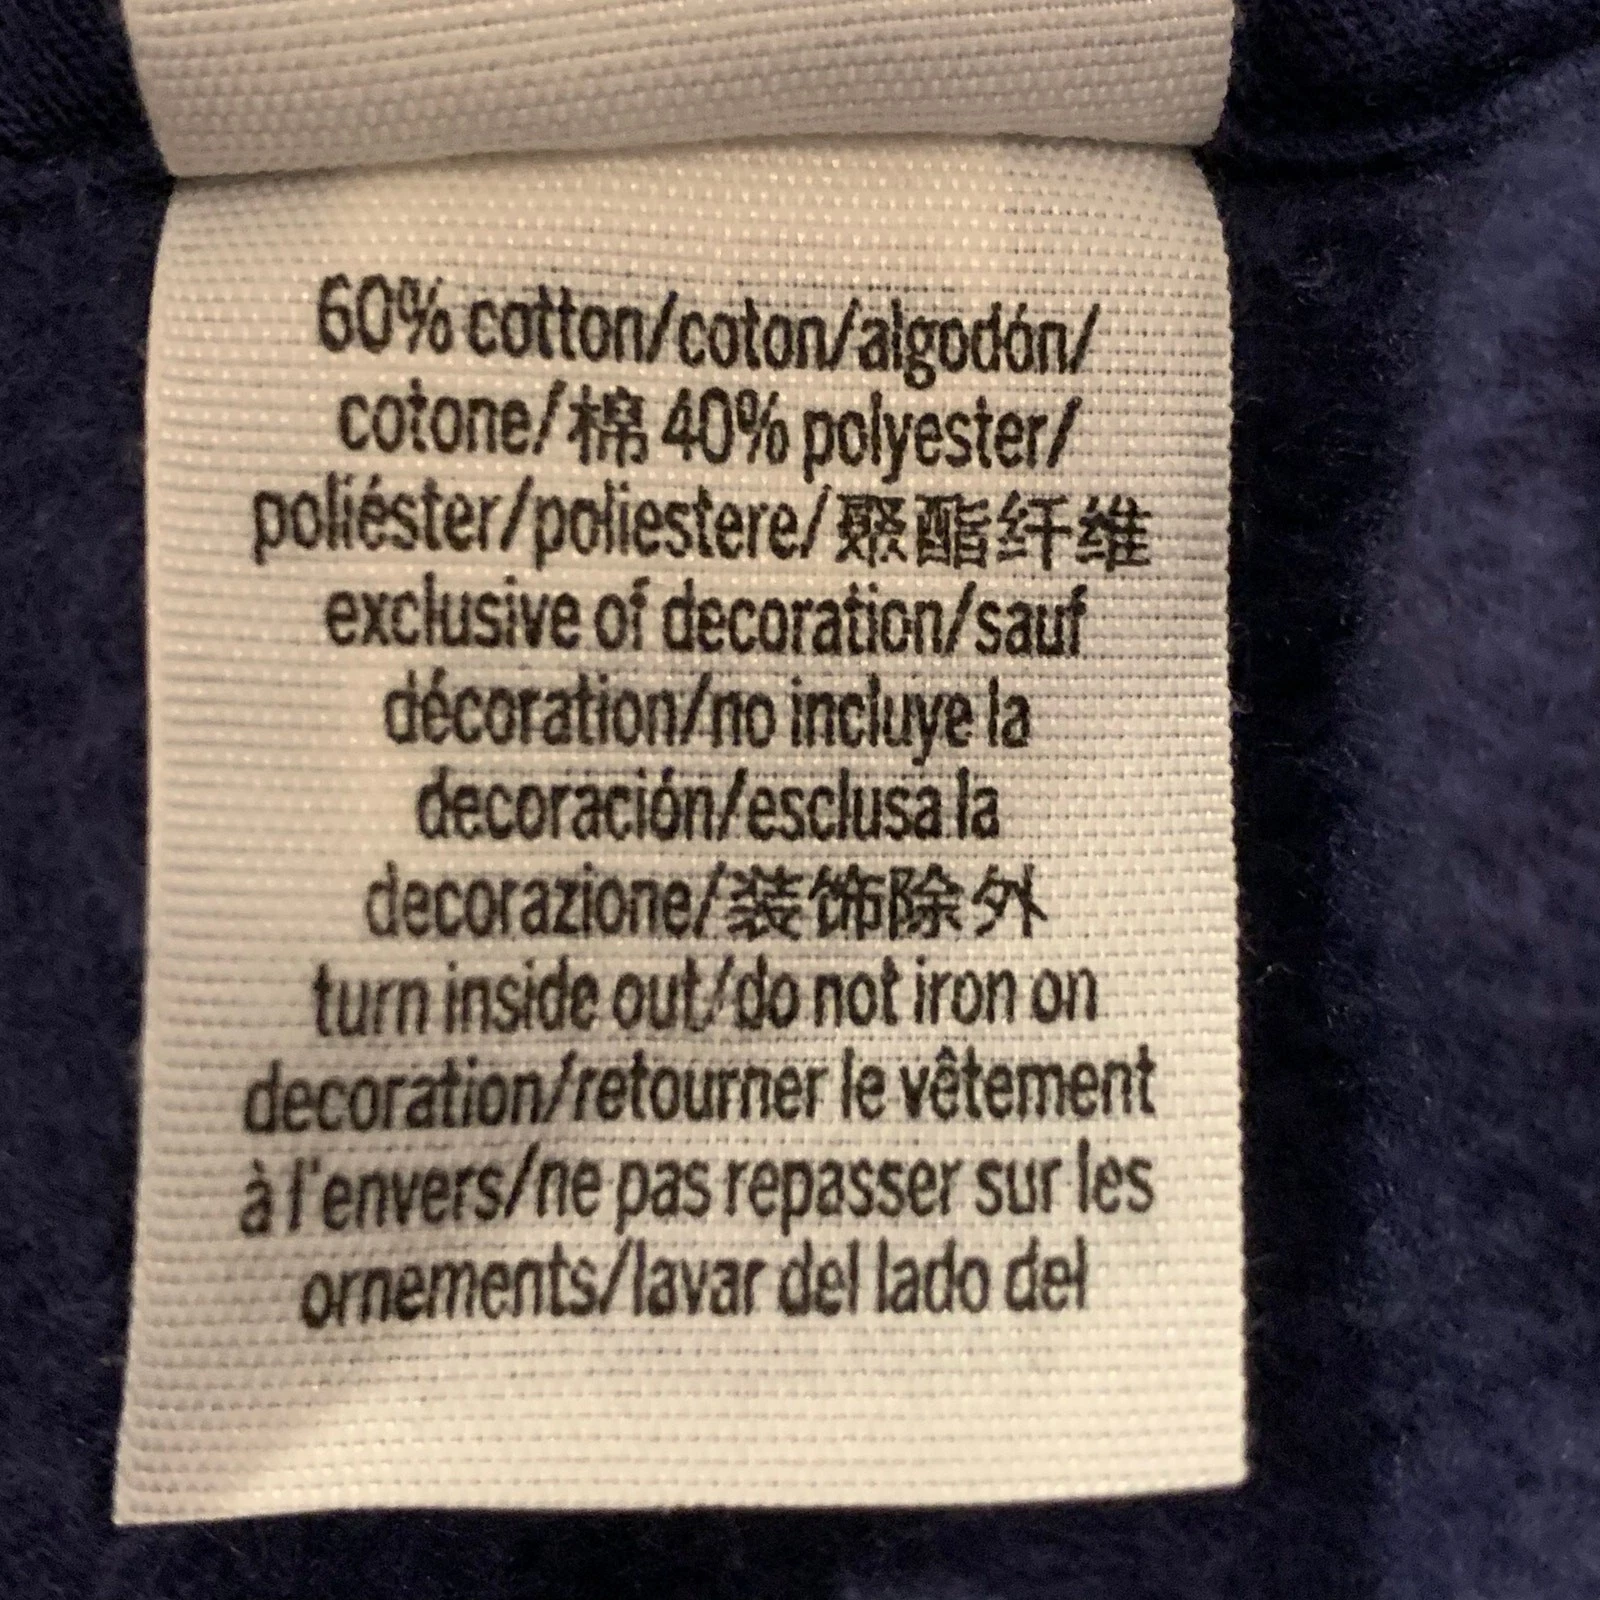 60% cotton/coton/algodón/
cotone/棉 40% polyester/
poliéster/poliestere/聚酯纤维
exclusive of decoration/sauf
décoration/no incluye la
decoración/esclusa la
decorazione/装饰除外
turn inside out/do not iron on
decoration/retourner le vêtement
à l'envers/ne pas repasser sur les
ornements/lavar del lado del